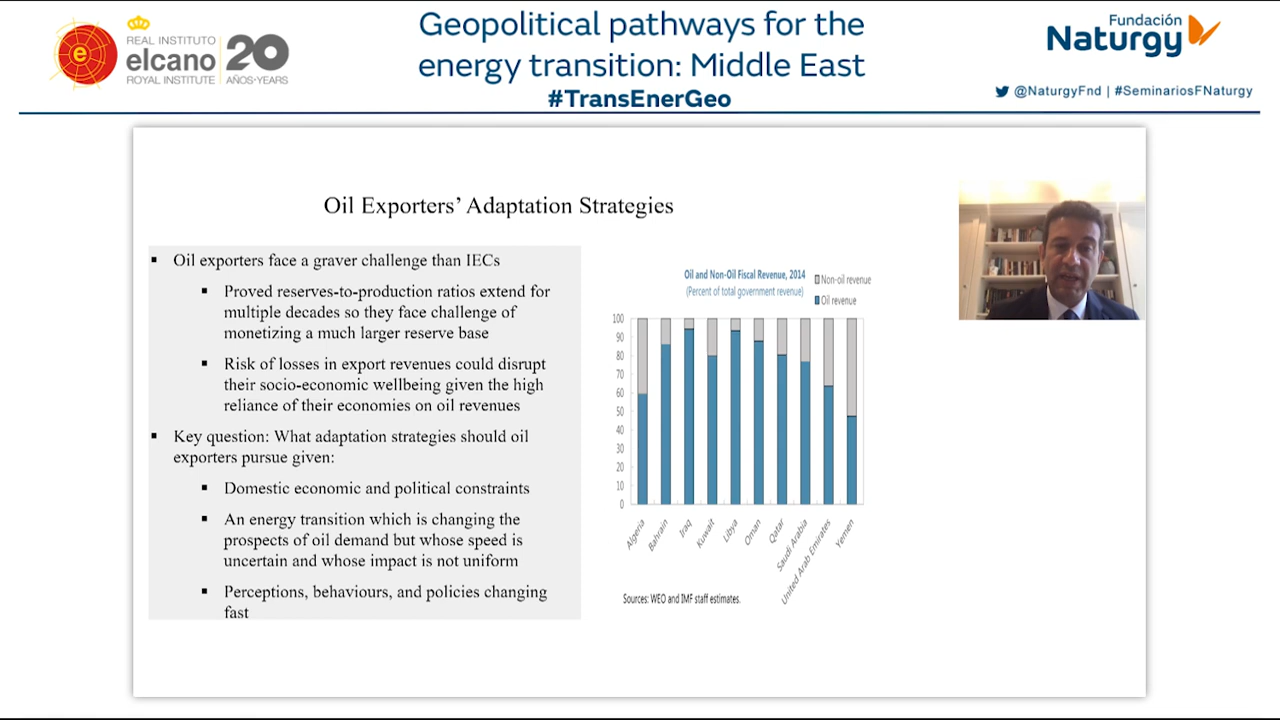 REAL INSTITUTO
elcano
ROYAL INSTITUTE
20
AÑOS-YEARS
e
Geopolitical pathways for the
energy transition: Middle East
#TransEnerGeo
Fundación
Naturgy
@NaturgyFnd | #SeminariosFNaturgy
Oil Exporters' Adaptation Strategies
▪ Oil exporters face a graver challenge than IECs
▪ Proved reserves-to-production ratios extend for
multiple decades so they face challenge of
monetizing a much larger reserve base
▪ Risk of losses in export revenues could disrupt
their socio-economic wellbeing given the high
reliance of their economies on oil revenues
▪ Key question: What adaptation strategies should oil
exporters pursue given:
▪ Domestic economic and political constraints
▪ An energy transition which is changing the
prospects of oil demand but whose speed is
uncertain and whose impact is not uniform
▪ Perceptions, behaviours, and policies changing
fast
Oil and Non-Oil Fiscal Revenue, 2014
(Percent of total government revenue)
Non-oil revenue
Oil revenue
100
90
80
70
60
50
40
30
20
10
0
Algeria
Bahrain
Iraq
Kuwait
Libya
Oman
Qatar
Saudi Arabia
United Arab Emirates
Yemen
Sources: WEO and IMF staff estimates.